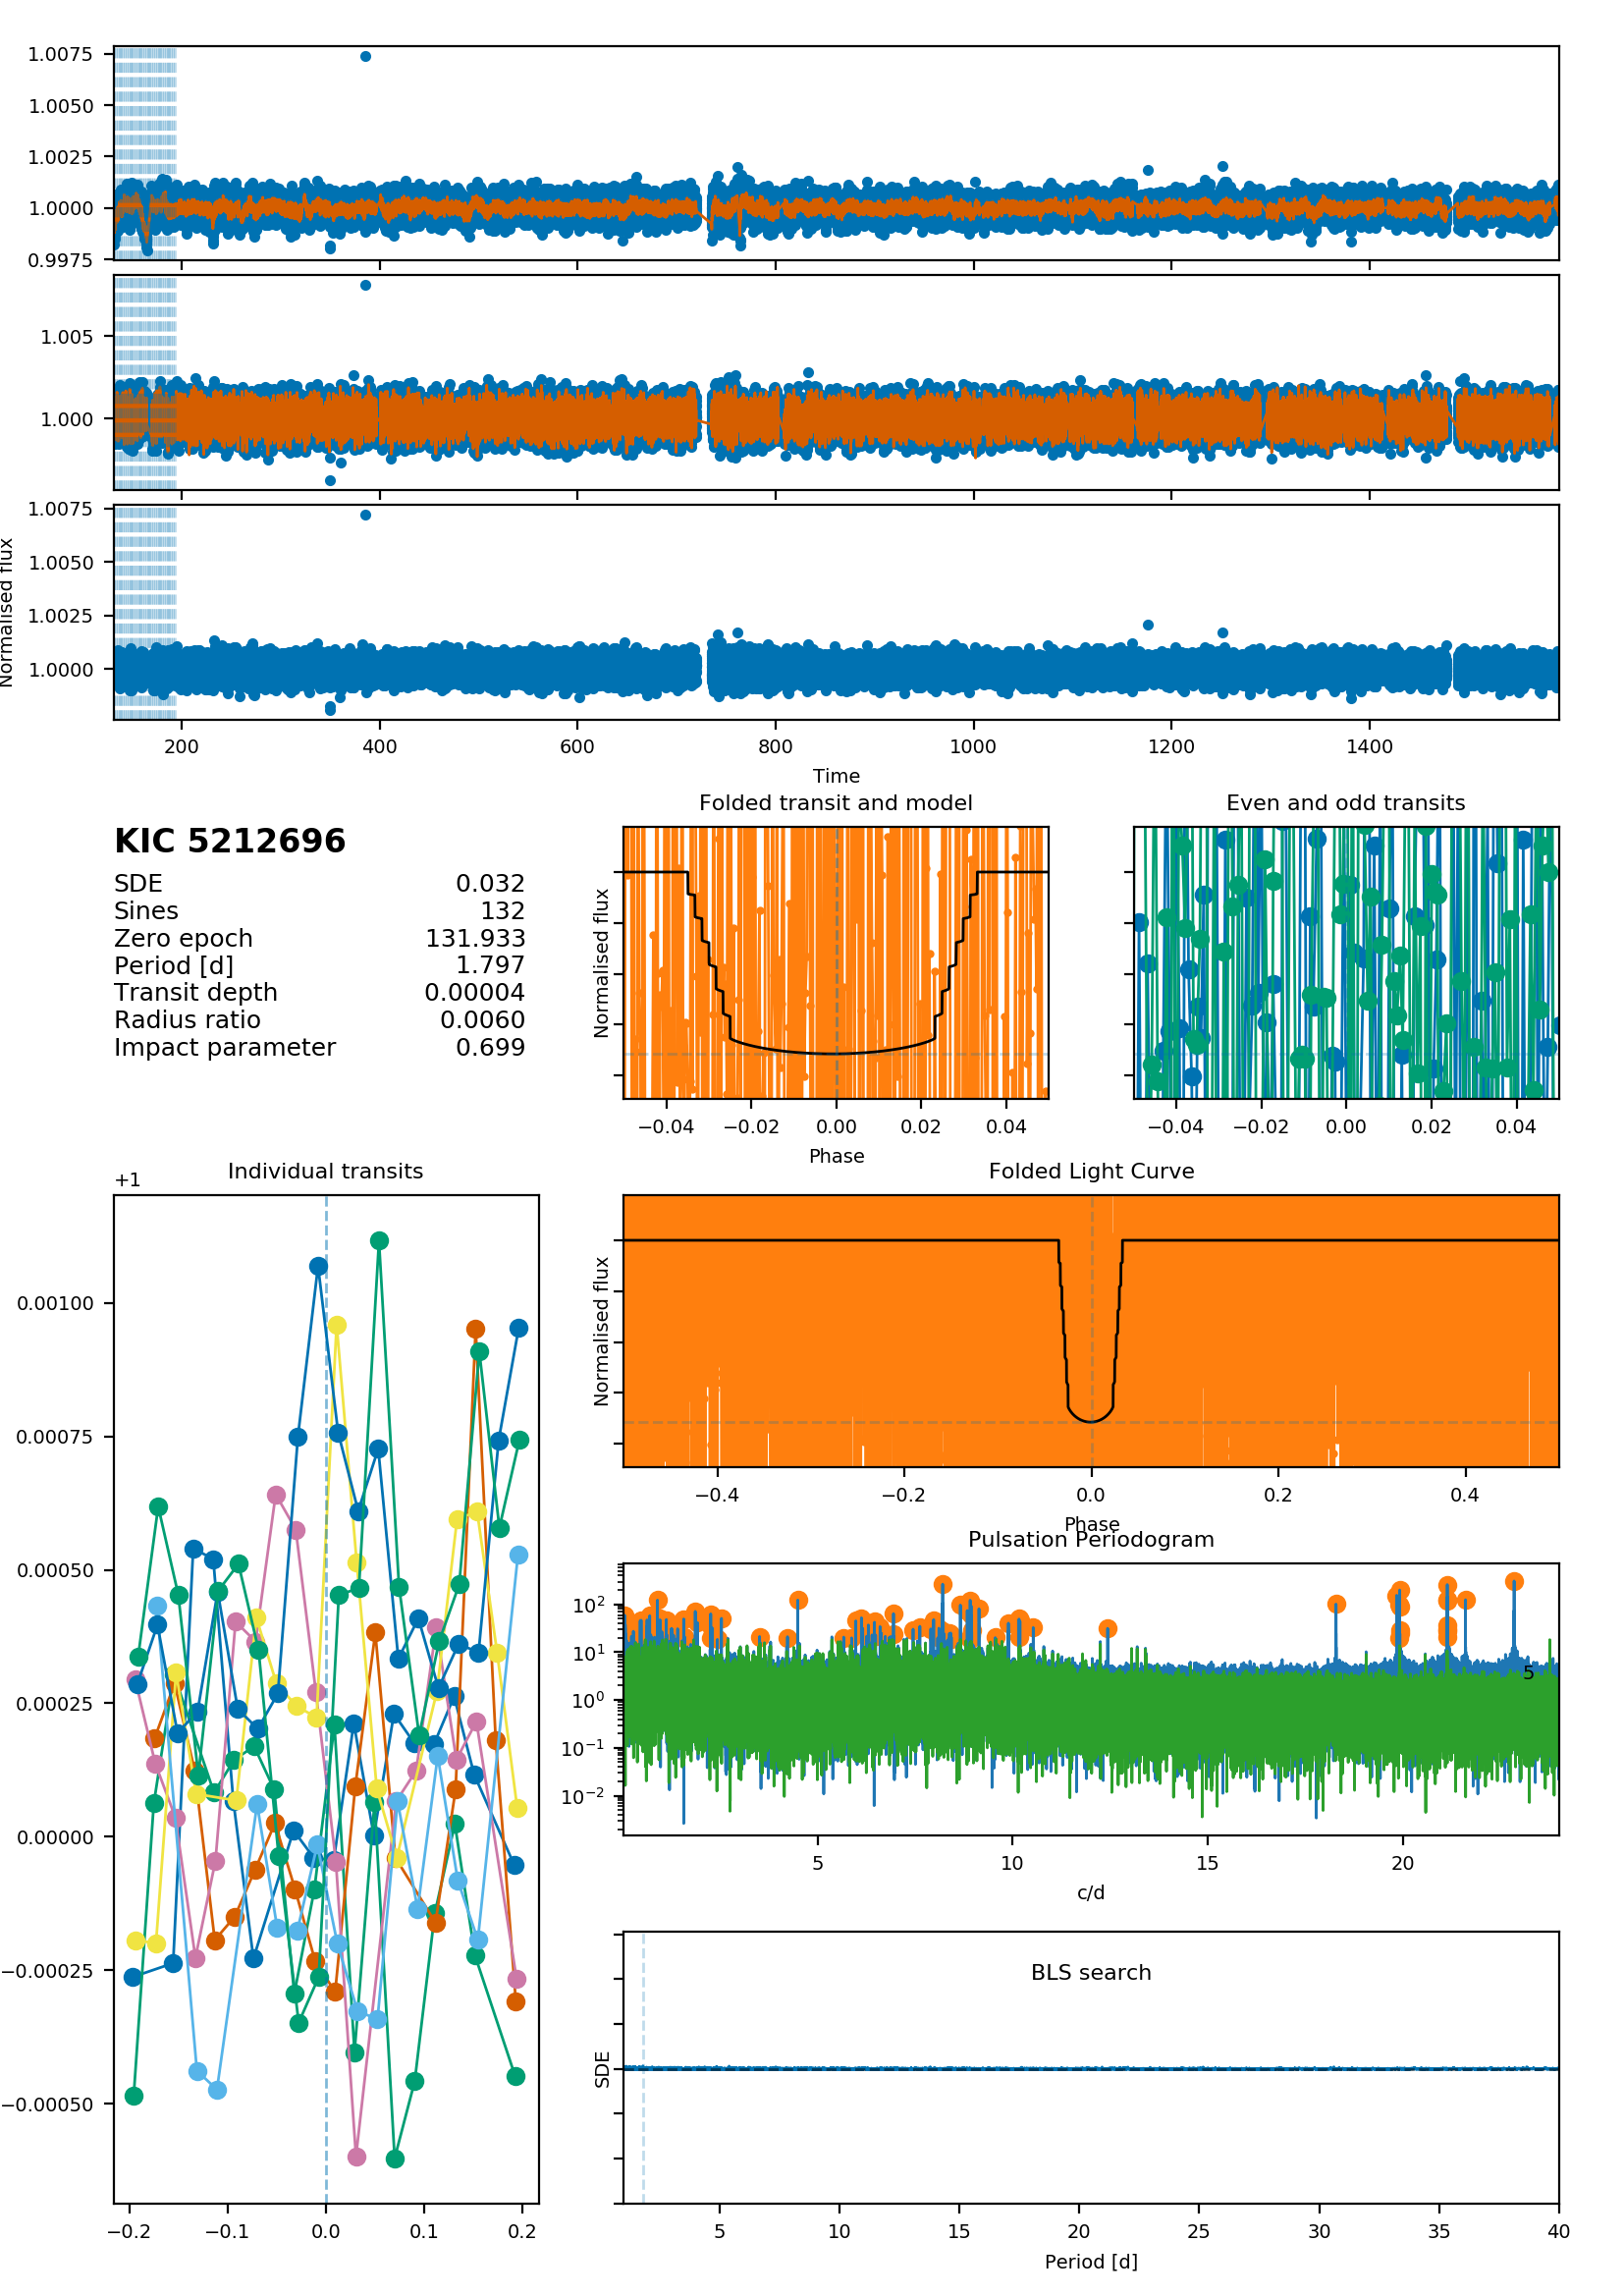 1.0075
1.0050
1.0025
1.0000
0.9975
1.005
1.000
1.0075
1.0050
1.0025
1.0000
Normalised flux
200 400 600 800 1000 1200 1400
Time
KIC 5212696
SDE 0.032
Sines 132
Zero epoch 131.933
Period [d] 1.797
Transit depth 0.00004
Radius ratio 0.0060
Impact parameter 0.699
Folded transit and model
Normalised flux
−0.04 −0.02 0.00 0.02 0.04
Phase
Even and odd transits
−0.04 −0.02 0.00 0.02 0.04
Individual transits
+1
0.00100
0.00075
0.00050
0.00025
0.00000
−0.00025
−0.00050
−0.2 −0.1 0.0 0.1 0.2
Folded Light Curve
Normalised flux
−0.4 −0.2 0.0 0.2 0.4
Phase
Pulsation Periodogram
10²
10¹
10⁰
10⁻¹
10⁻²
5
5 10 15 20
c/d
BLS search
SDE
5 10 15 20 25 30 35 40
Period [d]